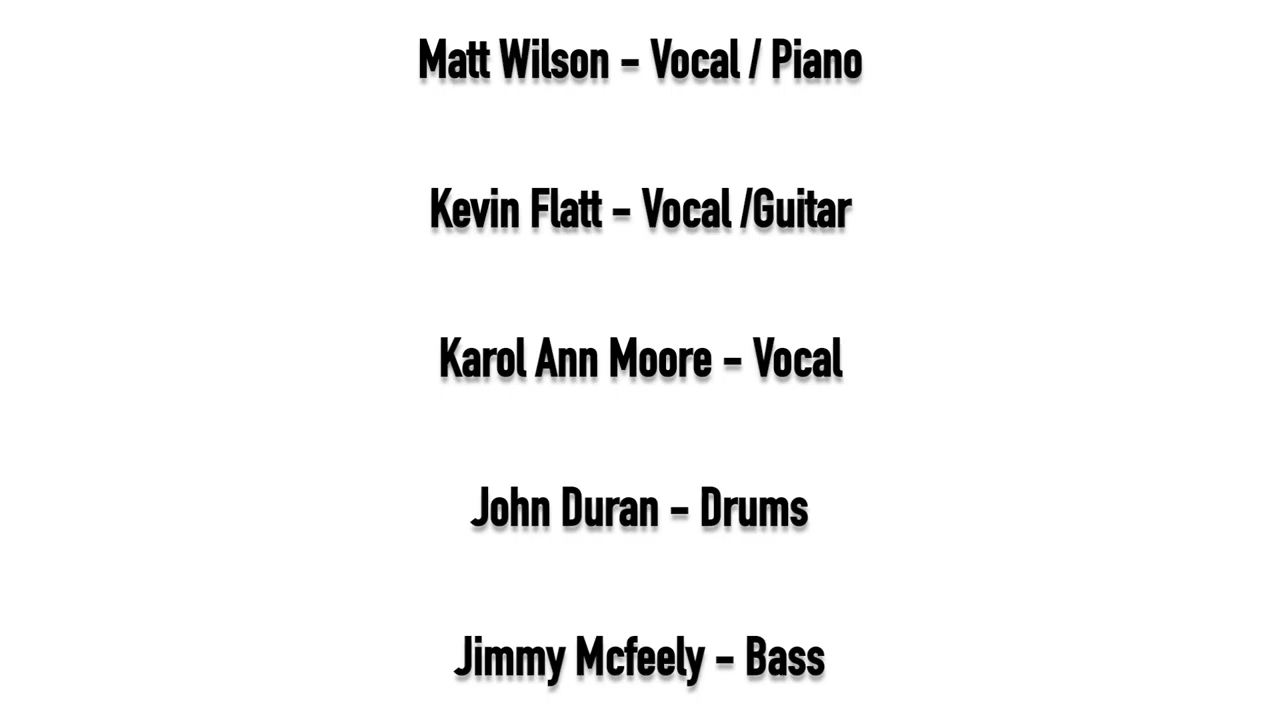 Matt Wilson - Vocal / Piano
Kevin Flatt - Vocal /Guitar
Karol Ann Moore - Vocal
John Duran - Drums
Jimmy Mcfeely - Bass